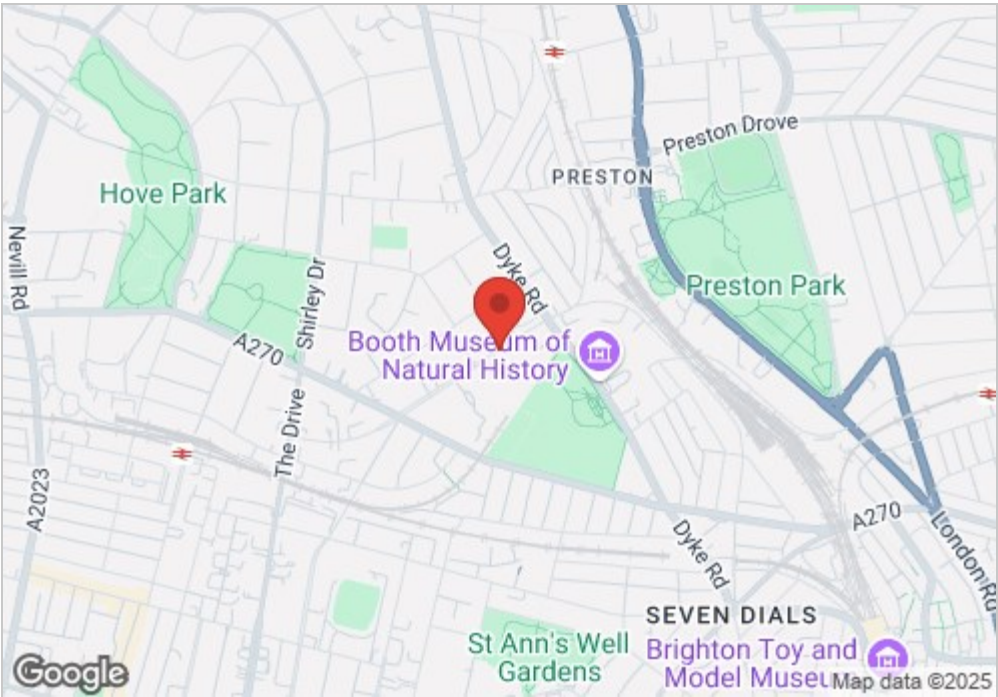 Preston Drove
PRESTON
Hove Park
Nevill Rd
Dyke Rd
Shirley Dr
Preston Park
A270
Booth Museum of
Natural History
The Drive
A2023
A270
London Rd
Dyke Rd
SEVEN DIALS
St Ann's Well
Gardens
Brighton Toy and
Model Museu
Google
Map data ©2025